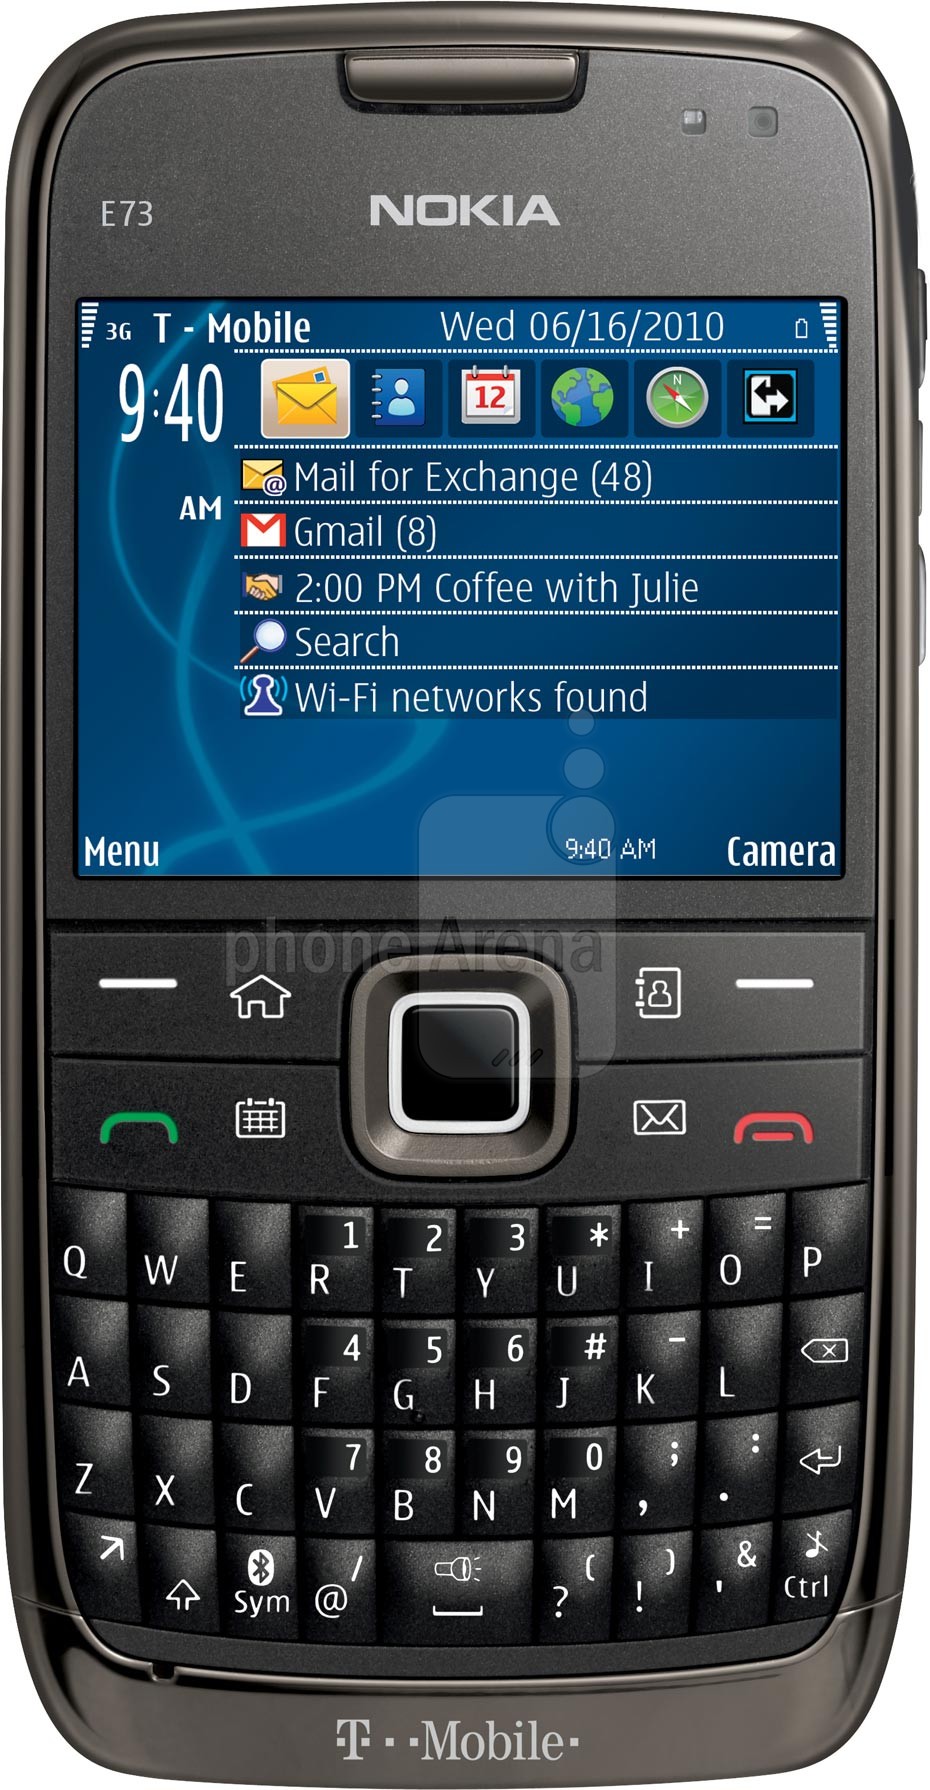 E73 NOKIA
3G T - Mobile Wed 06/16/2010
9:40
12 N
AM
Mail for Exchange (48)
Gmail (8)
2:00 PM Coffee with Julie
Search
Wi-Fi networks found
Menu 9:40 AM Camera
phone Arena
1 2 3 * + =
Q W E R T Y U I O P
4 5 6 # -
A S D F G H J K L
7 8 9 0 ; :
Z X C V B N M , .
/ ( ) &
Sym @ ? ! ' Ctrl
T··Mobile·